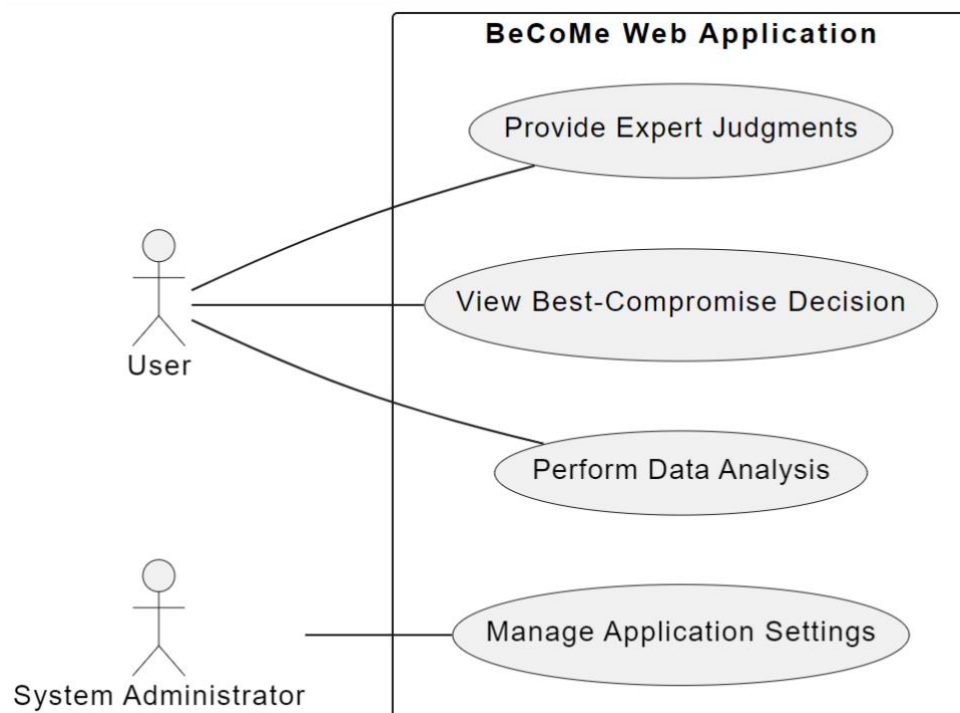 BeCoMe Web Application
Provide Expert Judgments
View Best-Compromise Decision
User
Perform Data Analysis
Manage Application Settings
System Administrator